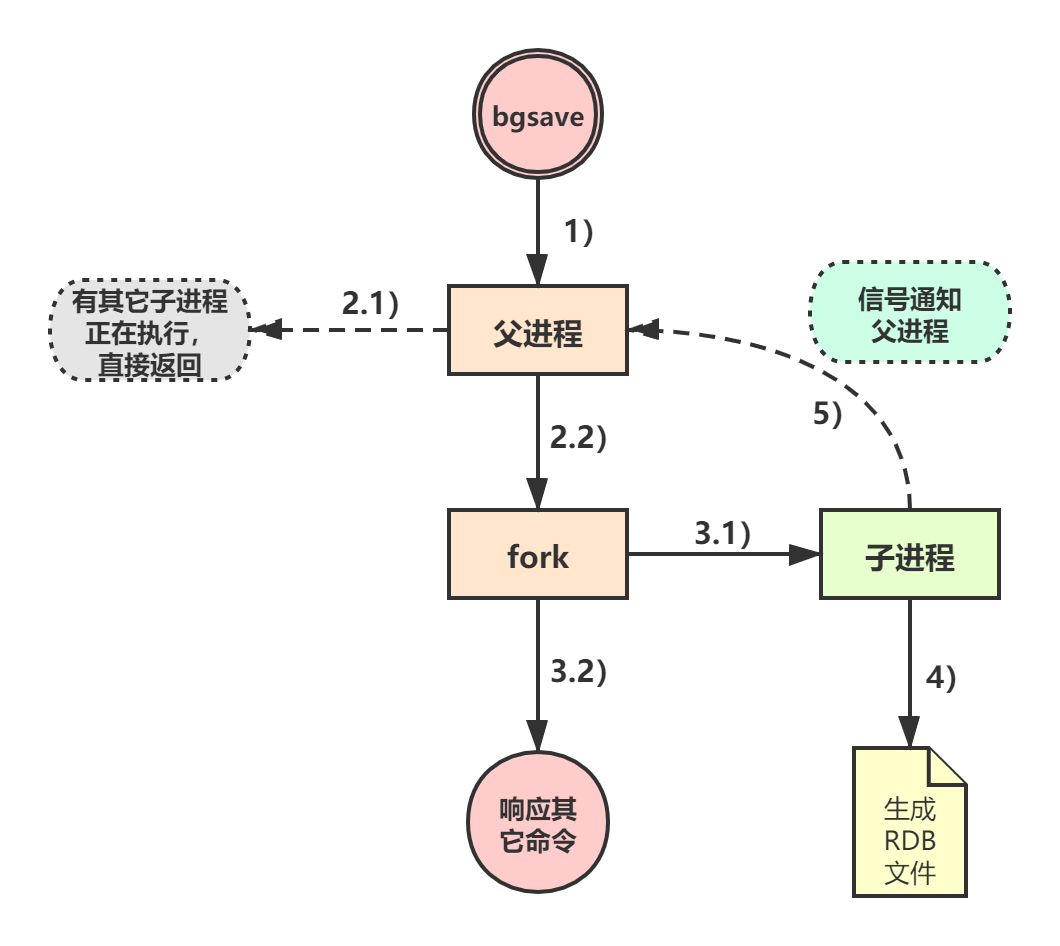 bgsave
1)
有其它子进程
正在执行，
直接返回
2.1)
父进程
信号通知
父进程
5)
2.2)
fork
3.1)
子进程
3.2)
4)
响应其
它命令
生成
RDB
文件